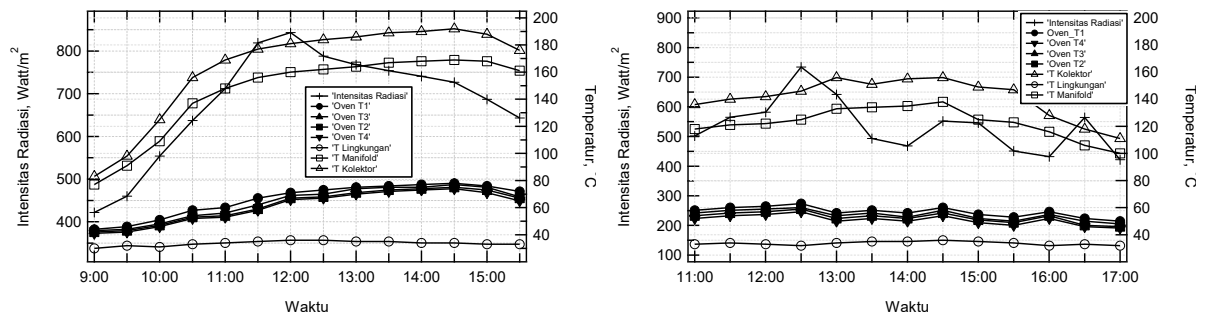 Intensitas Radiasi, Watt/m²
800
700
600
500
400
9:00
10:00
11:00
12:00
13:00
14:00
15:00
Waktu
200
180
160
140
120
100
80
60
40
Temperatur, °C
'Intensitas Radiasi'
'Oven T1'
'Oven T3'
'Oven T2'
'Oven T4'
'T Lingkungan'
'T Manifold'
'T Kolektor'
Intensitas Radiasi, Watt/m²
900
800
700
600
500
400
300
200
100
11:00
12:00
13:00
14:00
15:00
16:00
17:00
Waktu
200
180
160
140
120
100
80
60
40
Temperatur, °C
'Intensitas Radiasi'
Oven_T1
'Oven T4'
'Oven T3'
'Oven T2'
'T Kolektor'
'T Lingkungan'
'T Manifold'